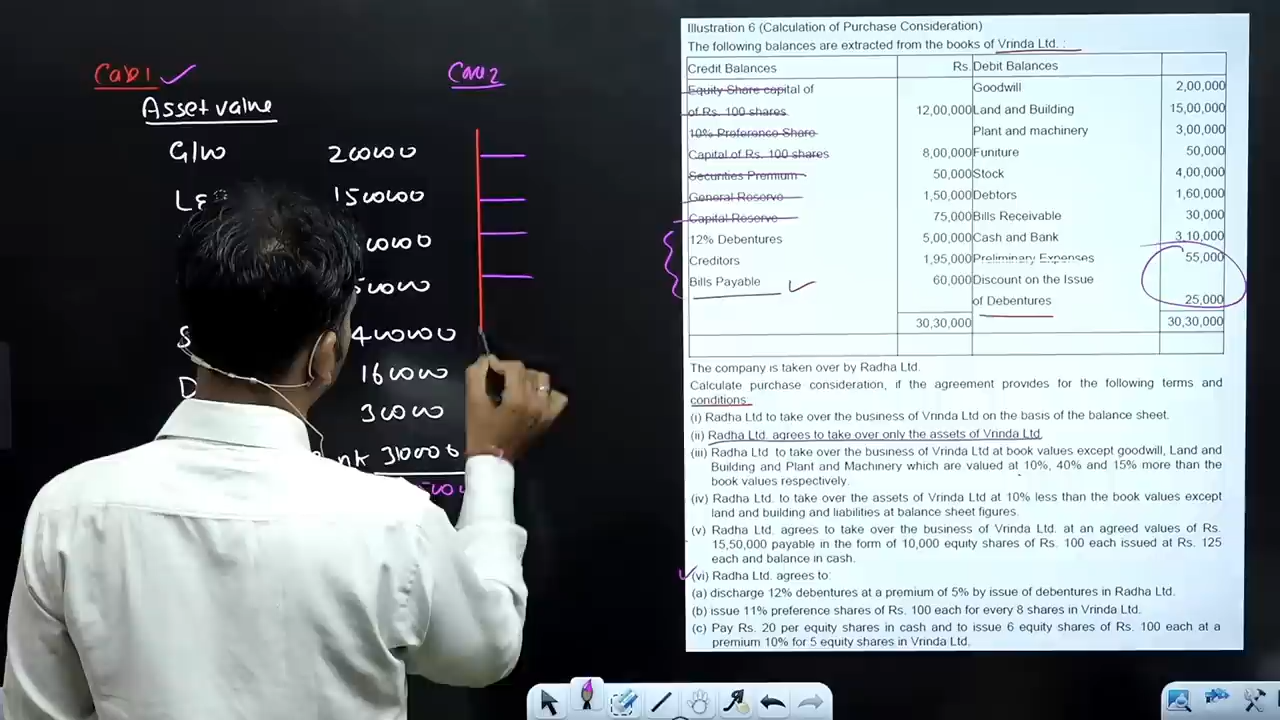 Case 1 ✓
Case 2
Asset value
G/W 200000
L& 1500000
00000
50000
S 400000
D 160000
30000
nk 310000
Illustration 6 (Calculation of Purchase Consideration)
The following balances are extracted from the books of Vrinda Ltd. :
Credit Balances Rs. Debit Balances
Equity Share capital of Goodwill 2,00,000
of Rs. 100 shares 12,00,000 Land and Building 15,00,000
10% Preference Share Plant and machinery 3,00,000
Capital of Rs. 100 shares 8,00,000 Funiture 50,000
Securities Premium 50,000 Stock 4,00,000
General Reserve 1,50,000 Debtors 1,60,000
Capital Reserve 75,000 Bills Receivable 30,000
12% Debentures 5,00,000 Cash and Bank 3,10,000
Creditors 1,95,000 Preliminary Expenses 55,000
Bills Payable ✓ 60,000 Discount on the Issue
of Debentures 25,000
30,30,000 30,30,000
The company is taken over by Radha Ltd.
Calculate purchase consideration, if the agreement provides for the following terms and
conditions:
(i) Radha Ltd to take over the business of Vrinda Ltd on the basis of the balance sheet.
(ii) Radha Ltd. agrees to take over only the assets of Vrinda Ltd.
(iii) Radha Ltd. to take over the business of Vrinda Ltd at book values except goodwill, Land and
Building and Plant and Machinery which are valued at 10%, 40% and 15% more than the
book values respectively.
(iv) Radha Ltd. to take over the assets of Vrinda Ltd at 10% less than the book values except
land and building and liabilities at balance sheet figures.
(v) Radha Ltd. agrees to take over the business of Vrinda Ltd. at an agreed values of Rs.
15,50,000 payable in the form of 10,000 equity shares of Rs. 100 each issued at Rs. 125
each and balance in cash.
✓(vi) Radha Ltd. agrees to:
(a) discharge 12% debentures at a premium of 5% by issue of debentures in Radha Ltd.
(b) issue 11% preference shares of Rs. 100 each for every 8 shares in Vrinda Ltd.
(c) Pay Rs. 20 per equity shares in cash and to issue 6 equity shares of Rs. 100 each at a
premium 10% for 5 equity shares in Vrinda Ltd.